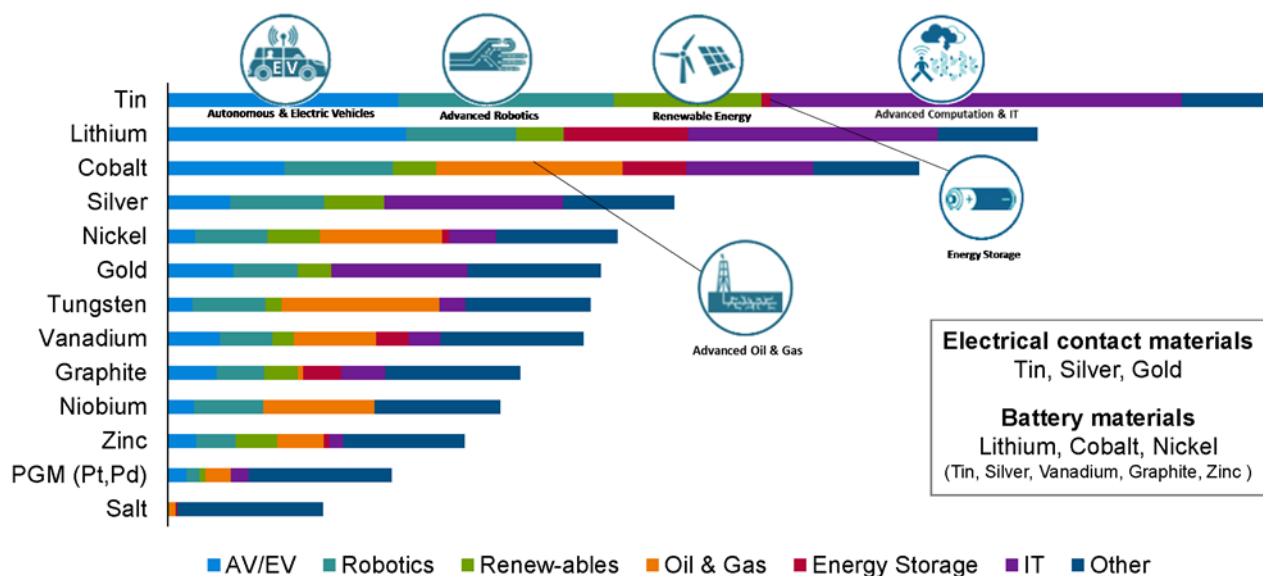 EV
Tin
Autonomous & Electric Vehicles
Advanced Robotics
Renewable Energy
Advanced Computation & IT
Lithium
Cobalt
Silver
Energy Storage
Nickel
Gold
Tungsten
Vanadium
Advanced Oil & Gas
Graphite
Niobium
Zinc
PGM (Pt,Pd)
Salt
Electrical contact materials
Tin, Silver, Gold
Battery materials
Lithium, Cobalt, Nickel
(Tin, Silver, Vanadium, Graphite, Zinc )
AV/EV Robotics Renew-ables Oil & Gas Energy Storage IT Other